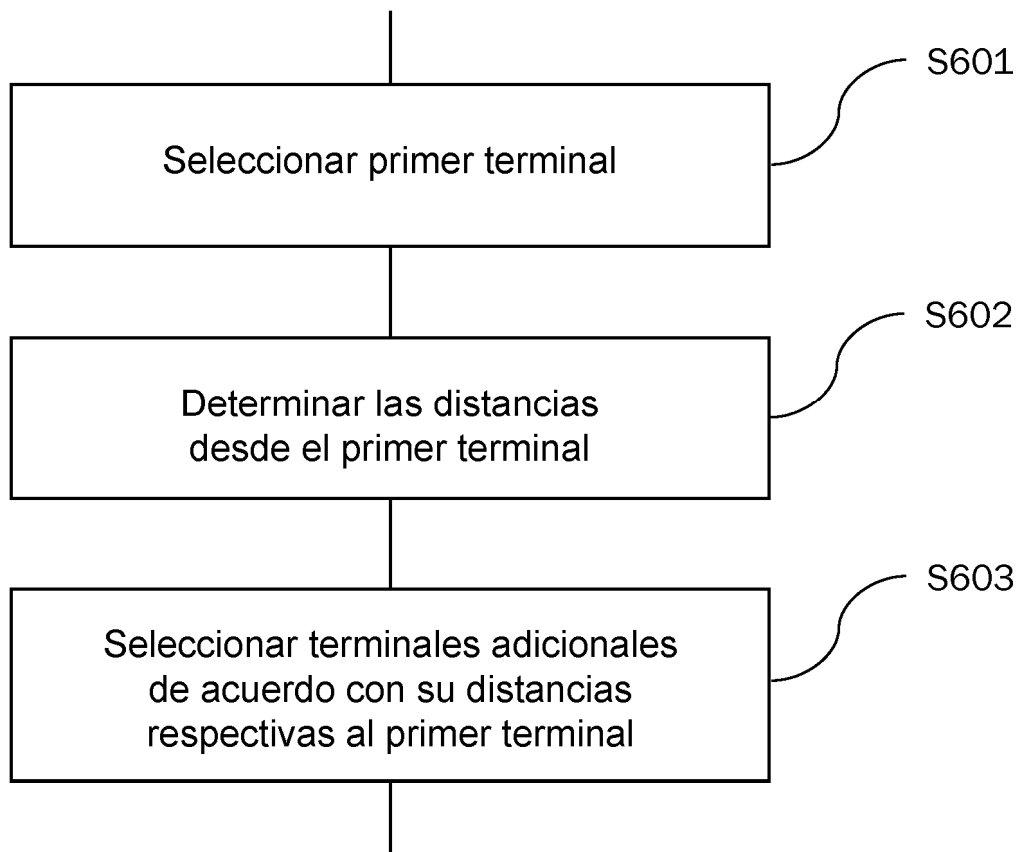 S601
Seleccionar primer terminal
S602
Determinar las distancias
desde el primer terminal
S603
Seleccionar terminales adicionales
de acuerdo con su distancias
respectivas al primer terminal